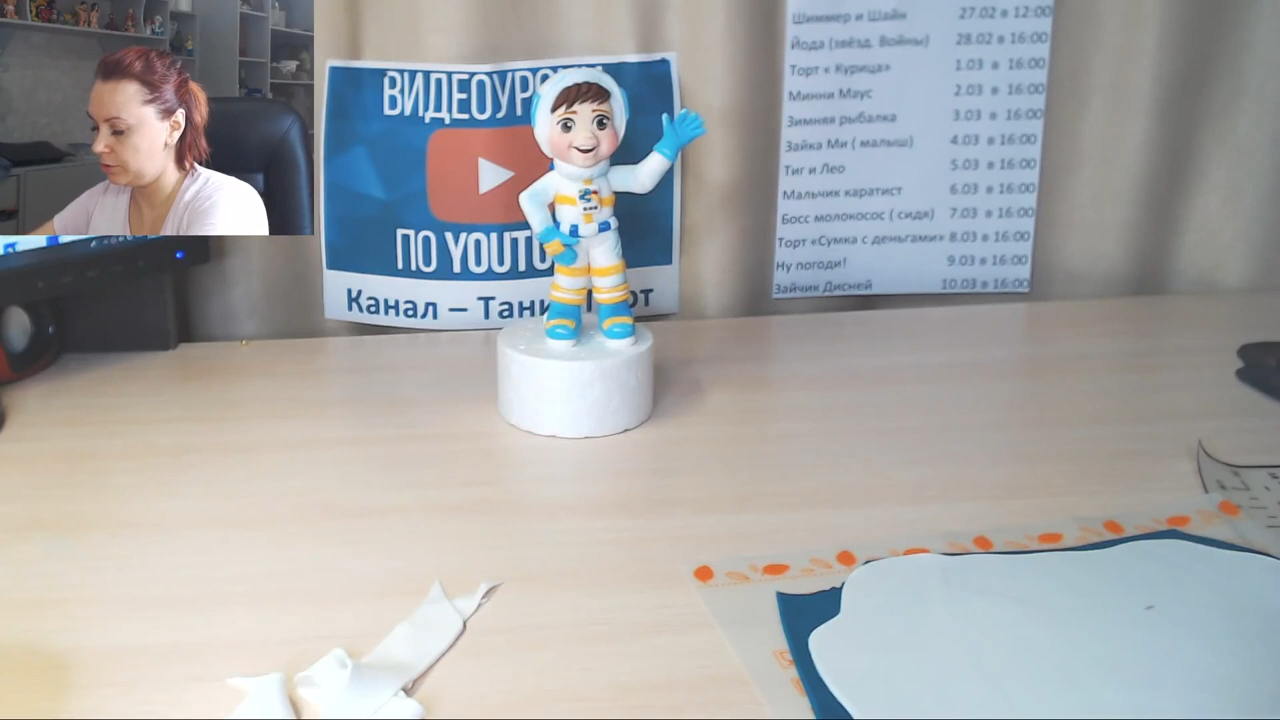 ВИДЕОУРОКИ
ПО YOUTU
Канал – Тани
Шиммер и Шайн 27.02 в 12:00
Йода (звёзд. Войны) 28.02 в 16:00
Торт « Курица» 1.03 в 16:00
Минни Маус 2.03 в 16:00
Зимняя рыбалка 3.03 в 16:00
Зайка Ми ( малыш) 4.03 в 16:00
Тиг и Лео 5.03 в 16:00
Мальчик каратист 6.03 в 16:00
Босс молокосос ( сидя) 7.03 в 16:00
Торт «Сумка с деньгами» 8.03 в 16:00
Ну погоди! 9.03 в 16:00
Зайчик Дисней 10.03 в 16:00